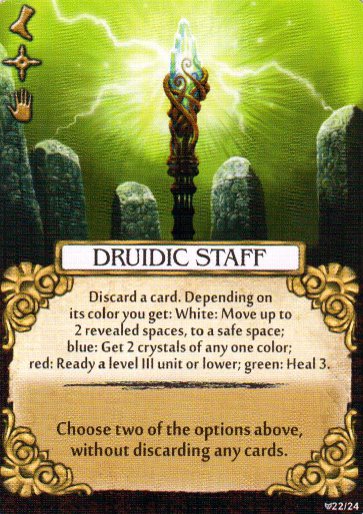 DRUIDIC STAFF
Discard a card. Depending on
its color you get: White: Move up to
2 revealed spaces, to a safe space;
blue: Get 2 crystals of any one color;
red: Ready a level III unit or lower; green: Heal 3.
Choose two of the options above,
without discarding any cards.
22/24